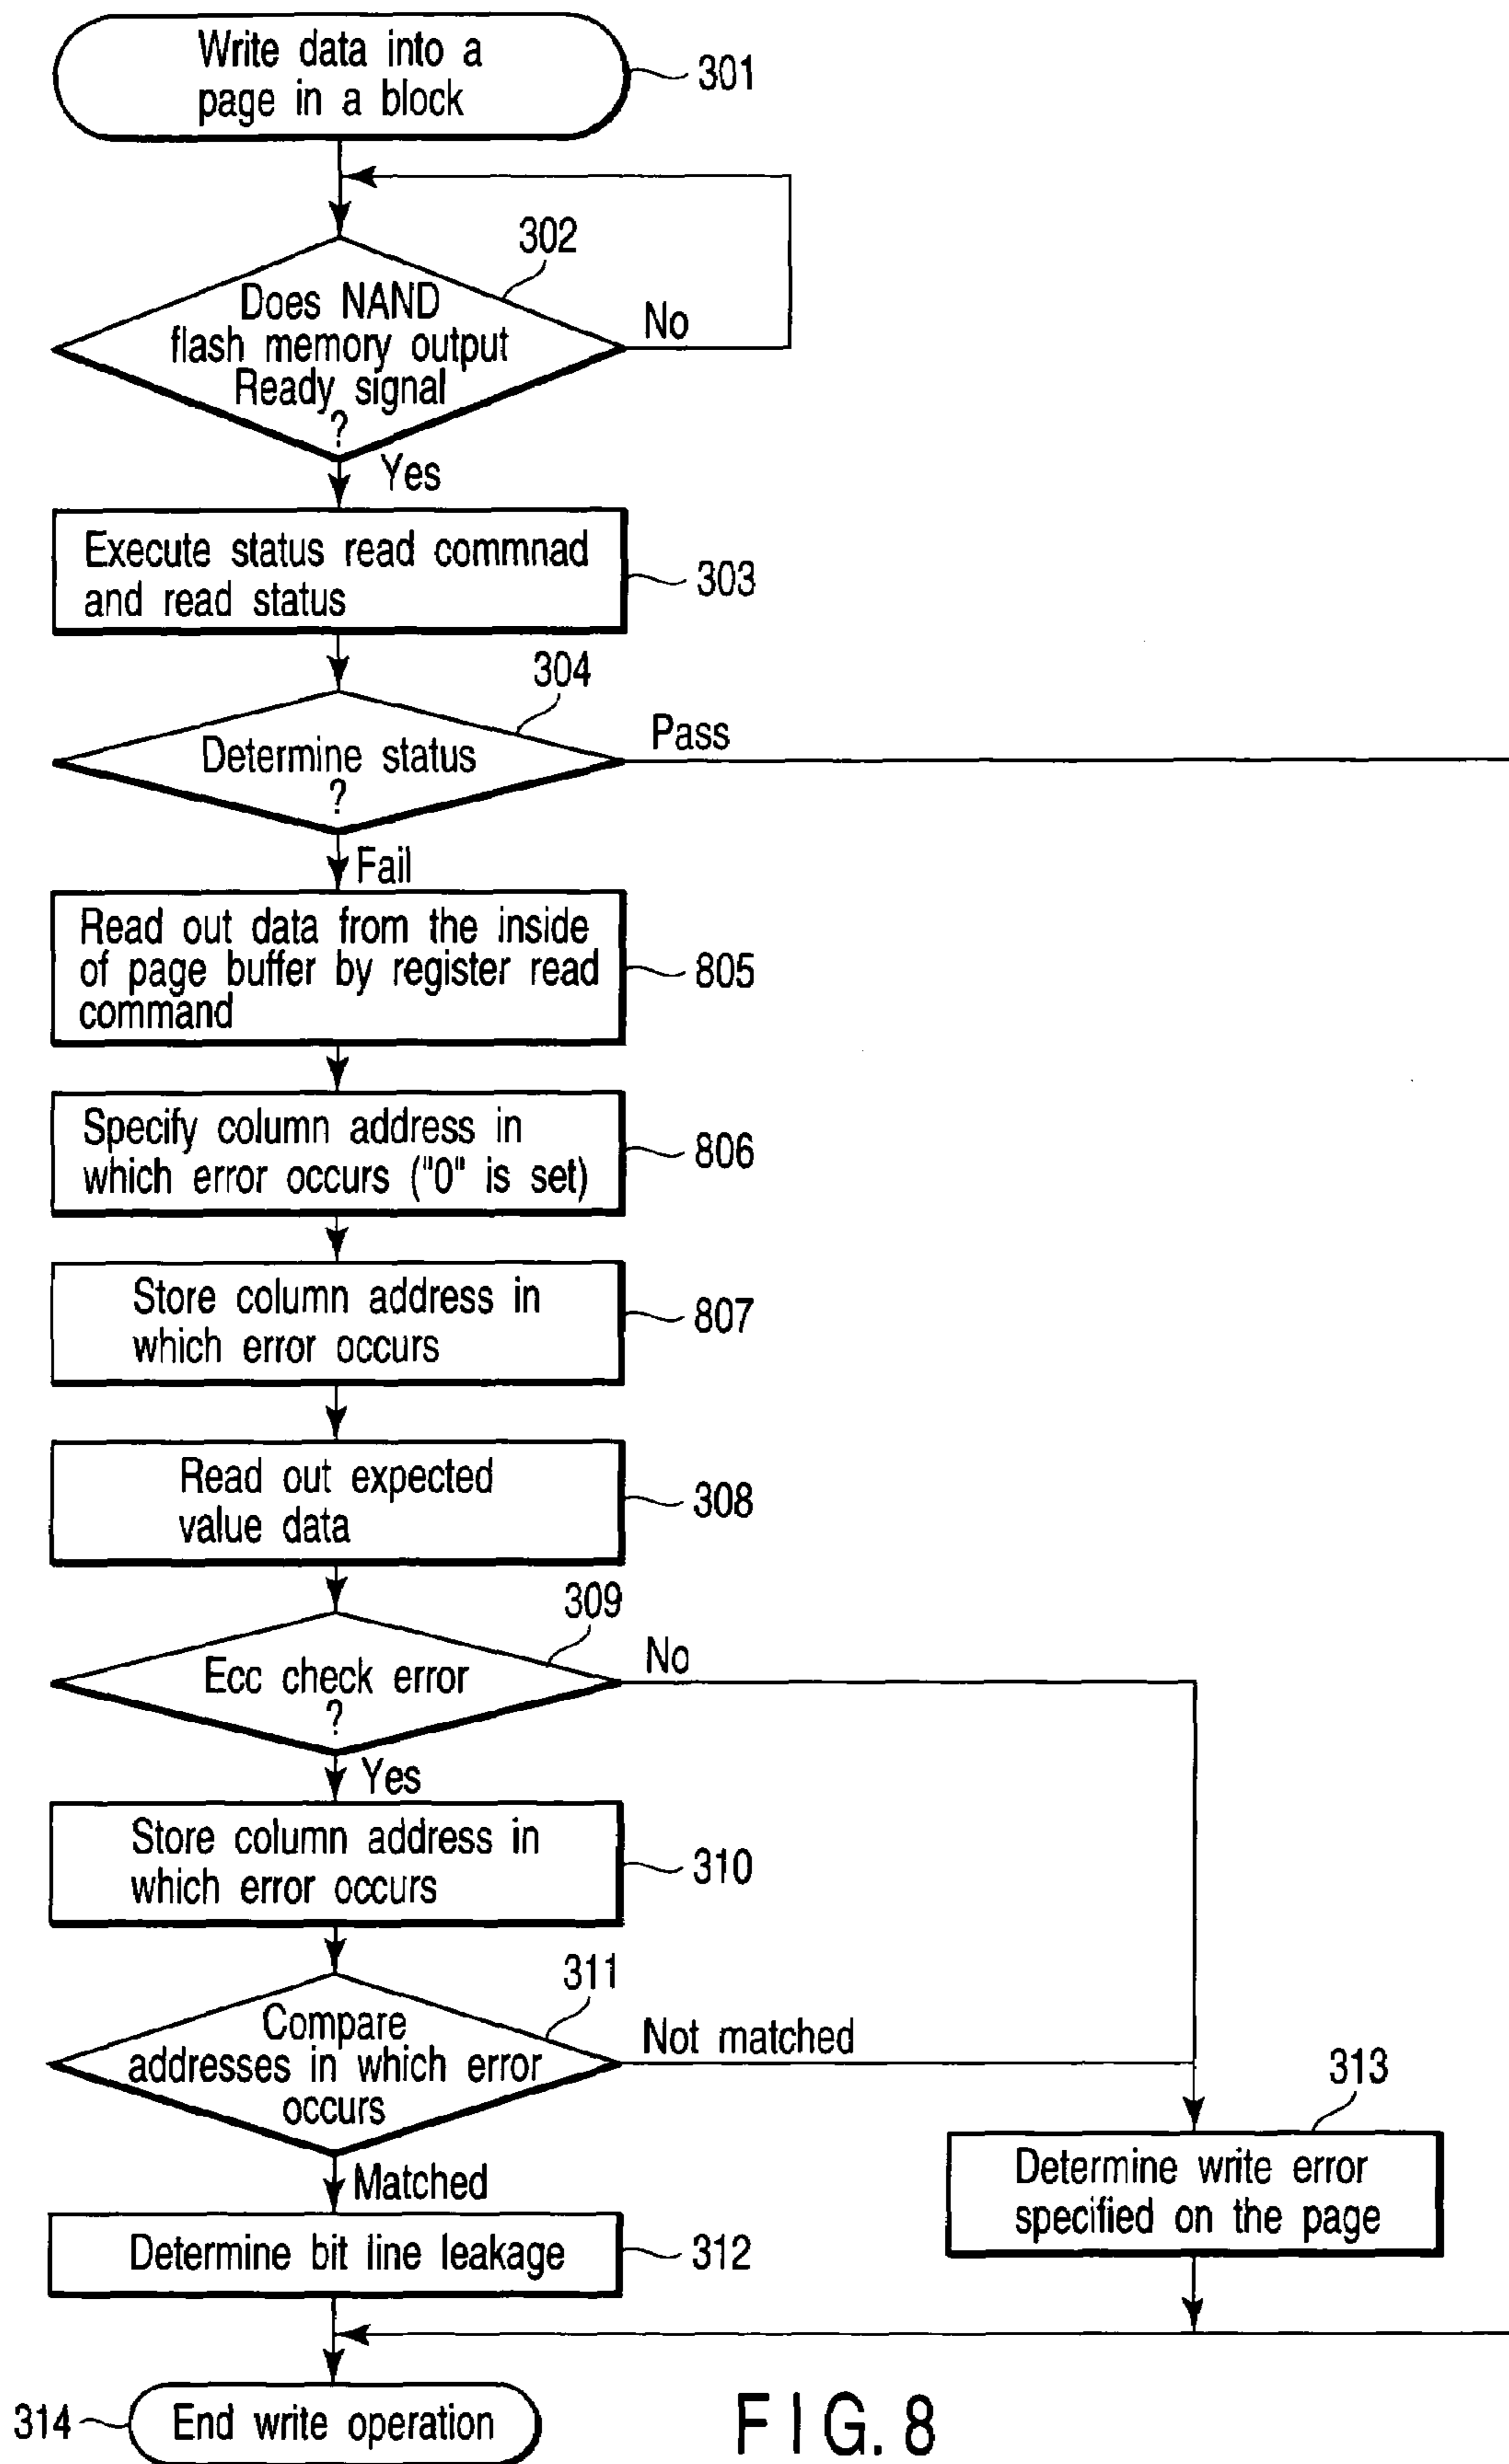 Write data into a
page in a block
301
302
Does NAND
flash memory output
Ready signal
?
No
Yes
Execute status read commnad
and read status
303
304
Determine status
?
Pass
Fail
Read out data from the inside
of page buffer by register read
command
805
Specify column address in
which error occurs ("0" is set)
806
Store column address in
which error occurs
807
Read out expected
value data
308
309
Ecc check error
?
No
Yes
Store column address in
which error occurs
310
311
Compare
addresses in which error
occurs
Not matched
Matched
313
Determine write error
specified on the page
Determine bit line leakage
312
314
End write operation
FIG. 8